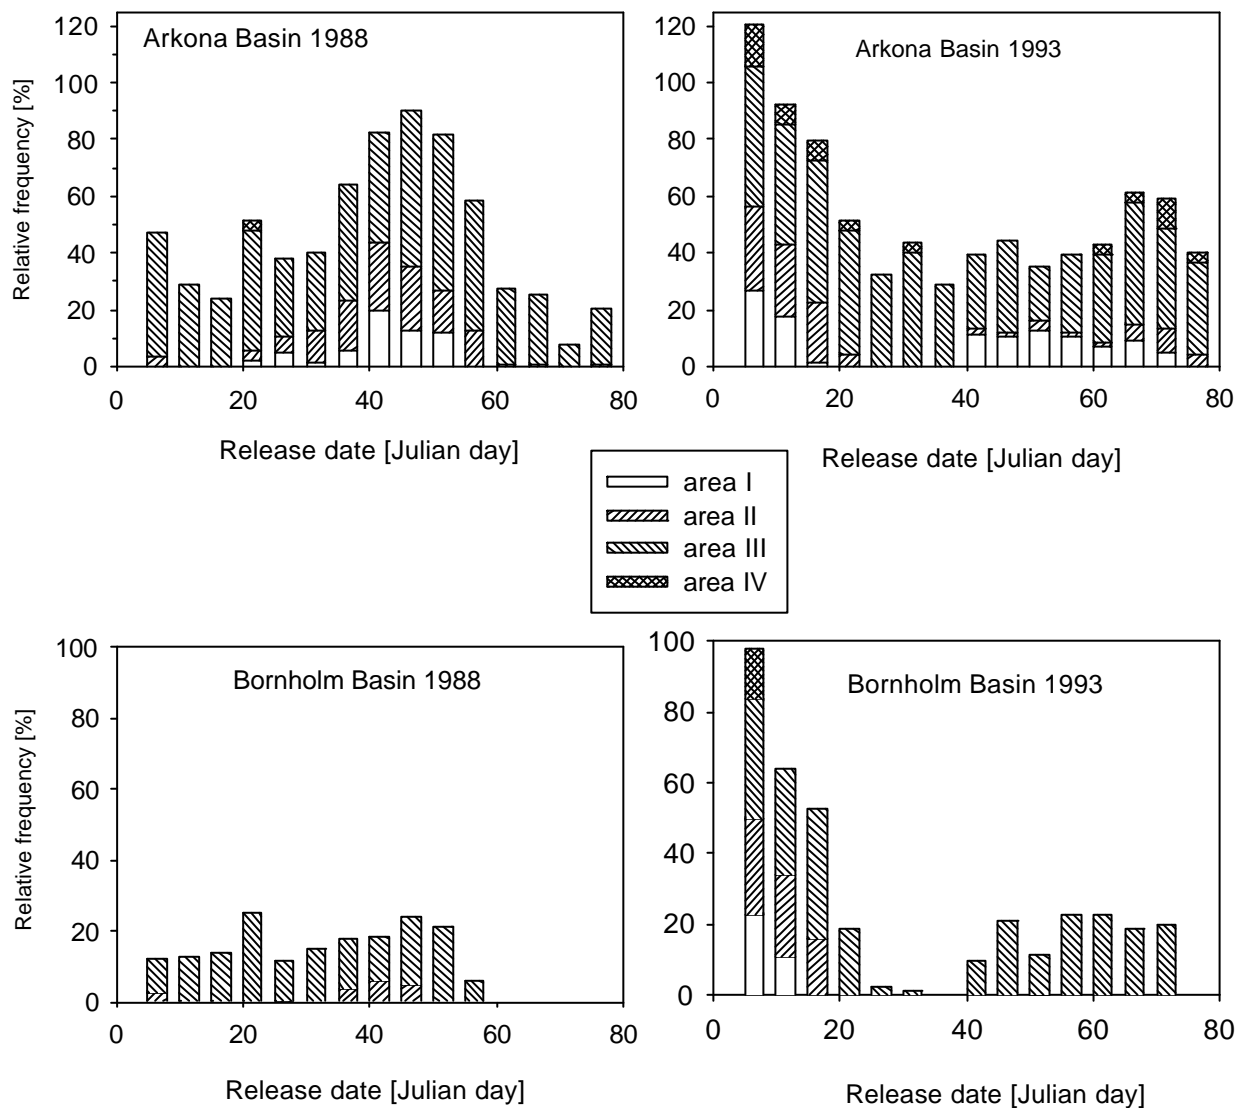 Arkona Basin 1988
Relative frequency [%]
120
100
80
60
40
20
0
0 20 40 60 80
Release date [Julian day]
Arkona Basin 1993
120
100
80
60
40
20
0
0 20 40 60 80
Release date [Julian day]
area I
area II
area III
area IV
Bornholm Basin 1988
Relative frequency [%]
100
80
60
40
20
0
0 20 40 60 80
Release date [Julian day]
Bornholm Basin 1993
100
80
60
40
20
0
0 20 40 60 80
Release date [Julian day]